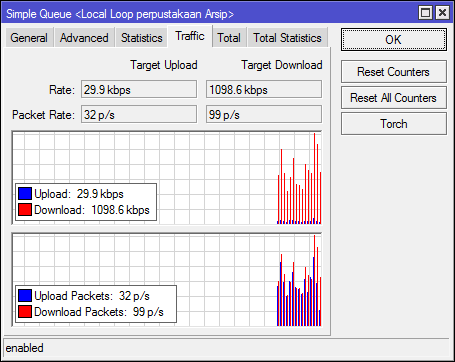 Simple Queue <Local Loop perpustakaan Arsip>
General Advanced Statistics Traffic Total Total Statistics
OK
Target Upload Target Download
Reset Counters
Rate: 29.9 kbps 1098.6 kbps
Reset All Counters
Packet Rate: 32 p/s 99 p/s
Torch
Upload: 29.9 kbps
Download: 1098.6 kbps
Upload Packets: 32 p/s
Download Packets: 99 p/s
enabled